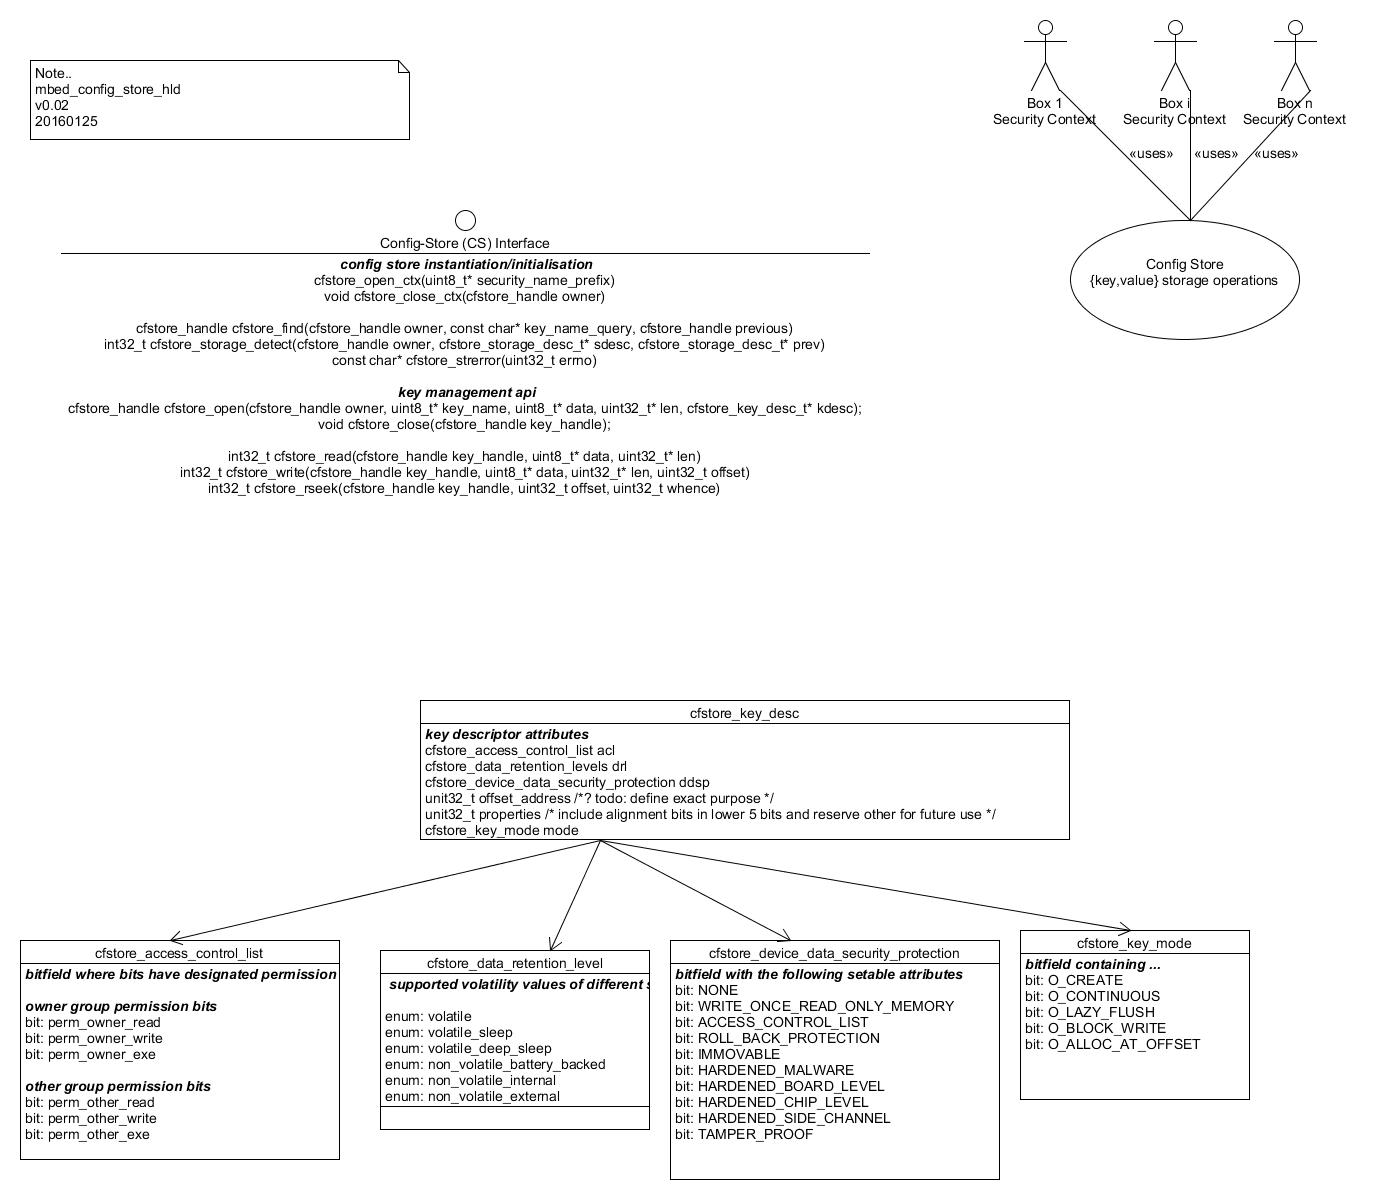 Note..
mbed_config_store_hld
v0.02
20160125
Box 1
Security Context
Box i
Security Context
Box n
Security Context
«uses»
«uses»
«uses»
Config Store
{key,value} storage operations
Config-Store (CS) Interface
config store instantiation/initialisation
cfstore_open_ctx(uint8_t* security_name_prefix)
void cfstore_close_ctx(cfstore_handle owner)
cfstore_handle cfstore_find(cfstore_handle owner, const char* key_name_query, cfstore_handle previous)
int32_t cfstore_storage_detect(cfstore_handle owner, cfstore_storage_desc_t* sdesc, cfstore_storage_desc_t* prev)
const char* cfstore_strerror(uint32_t errno)
key management api
cfstore_handle cfstore_open(cfstore_handle owner, uint8_t* key_name, uint8_t* data, uint32_t* len, cfstore_key_desc_t* kdesc);
void cfstore_close(cfstore_handle key_handle);
int32_t cfstore_read(cfstore_handle key_handle, uint8_t* data, uint32_t* len)
int32_t cfstore_write(cfstore_handle key_handle, uint8_t* data, uint32_t* len, uint32_t offset)
int32_t cfstore_rseek(cfstore_handle key_handle, uint32_t offset, uint32_t whence)
cfstore_key_desc
key descriptor attributes
cfstore_access_control_list acl
cfstore_data_retention_levels drl
cfstore_device_data_security_protection ddsp
unit32_t offset_address /*? todo: define exact purpose */
unit32_t properties /* include alignment bits in lower 5 bits and reserve other for future use */
cfstore_key_mode mode
cfstore_access_control_list
bitfield where bits have designated permission
owner group permission bits
bit: perm_owner_read
bit: perm_owner_write
bit: perm_owner_exe
other group permission bits
bit: perm_other_read
bit: perm_other_write
bit: perm_other_exe
cfstore_data_retention_level
supported volatility values of different
enum: volatile
enum: volatile_sleep
enum: volatile_deep_sleep
enum: non_volatile_battery_backed
enum: non_volatile_internal
enum: non_volatile_external
cfstore_device_data_security_protection
bitfield with the following setable attributes
bit: NONE
bit: WRITE_ONCE_READ_ONLY_MEMORY
bit: ACCESS_CONTROL_LIST
bit: ROLL_BACK_PROTECTION
bit: IMMOVABLE
bit: HARDENED_MALWARE
bit: HARDENED_BOARD_LEVEL
bit: HARDENED_CHIP_LEVEL
bit: HARDENED_SIDE_CHANNEL
bit: TAMPER_PROOF
cfstore_key_mode
bitfield containing ...
bit: O_CREATE
bit: O_CONTINUOUS
bit: O_LAZY_FLUSH
bit: O_BLOCK_WRITE
bit: O_ALLOC_AT_OFFSET